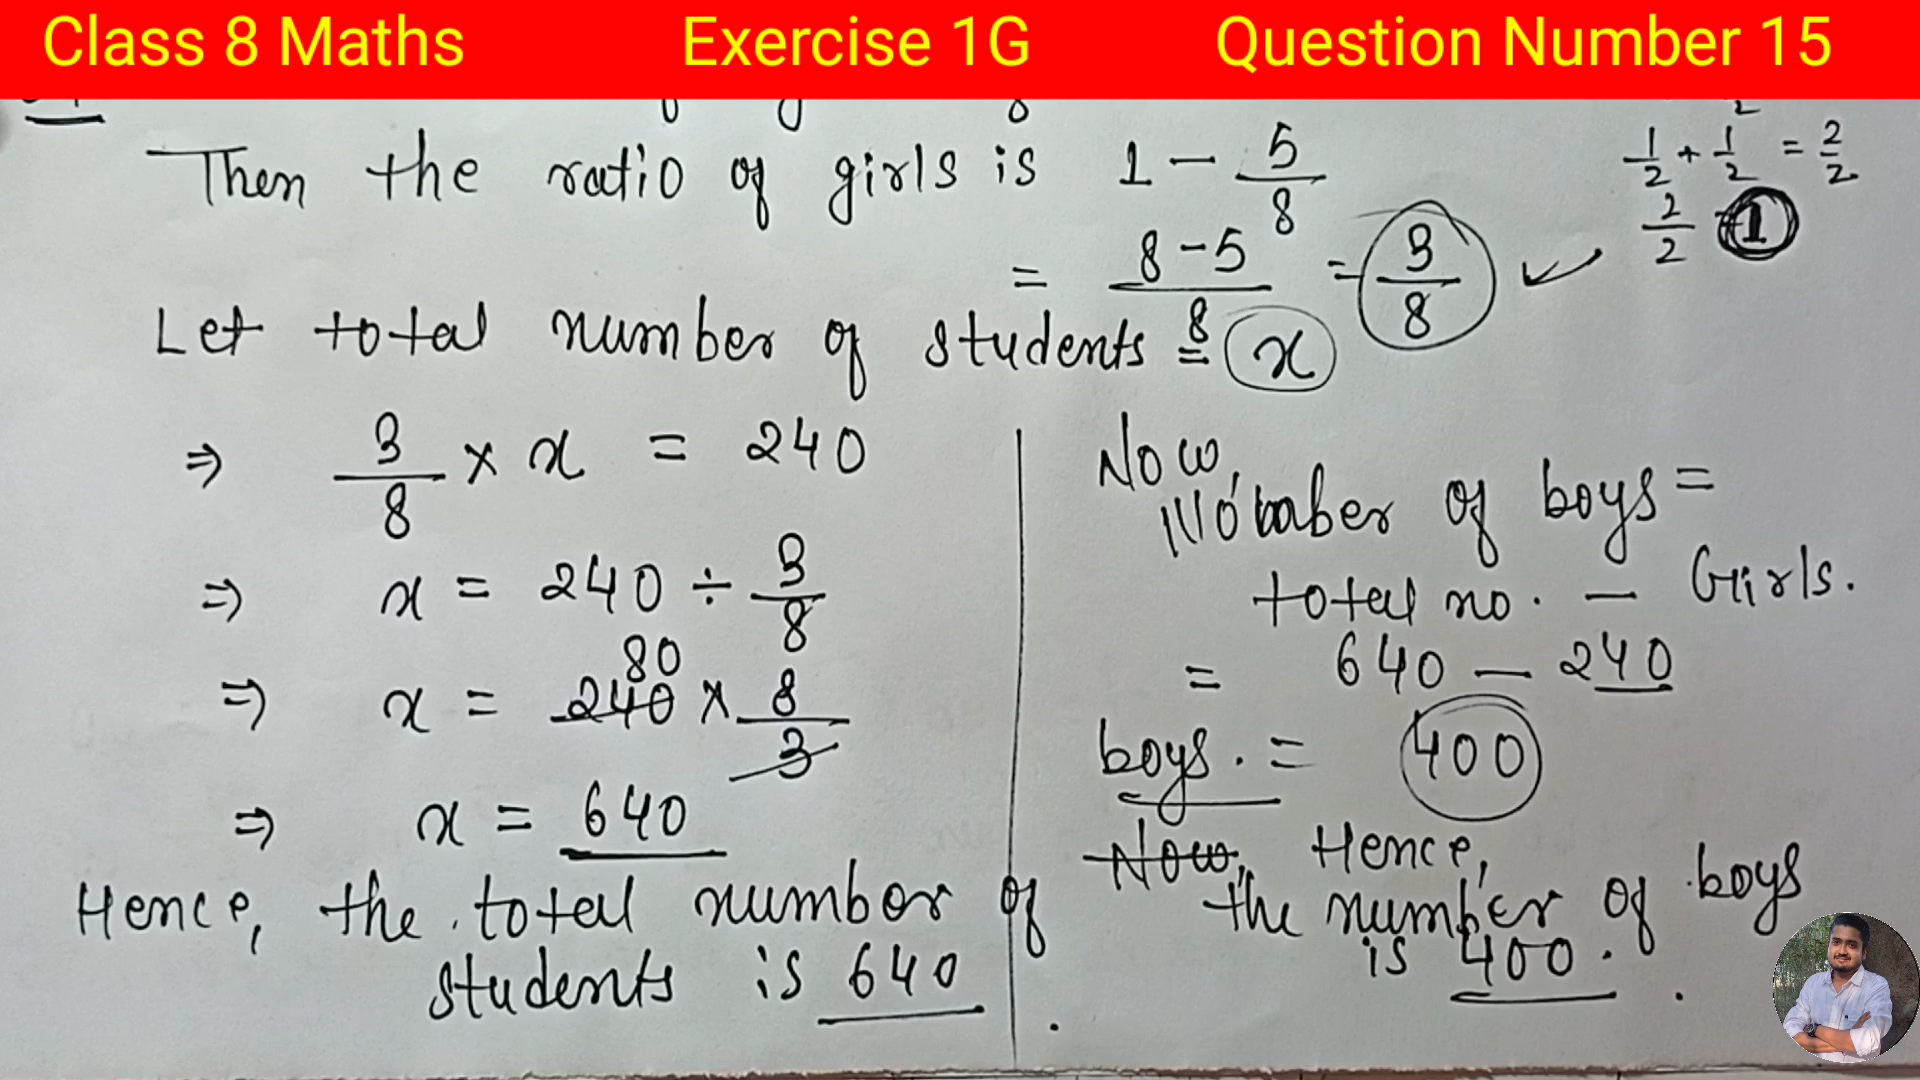 Class 8 Maths Exercise 1G Question Number 15
Then the ratio of girls is 1 - 5/8
= 8-5/8 = 3/8 ✓
1/2 + 1/2 = 2/2
2/2 = 1
Let total number of students = x
⇒ 3/8 × x = 240
⇒ x = 240 ÷ 3/8
80
⇒ x = 240 × 8/3
⇒ x = 640
Hence, the total number of
students is 640
Now,
Number of boys =
total no. — Girls.
= 640 — 240
boys. = 400
Now, Hence,
the number of boys
is 400.